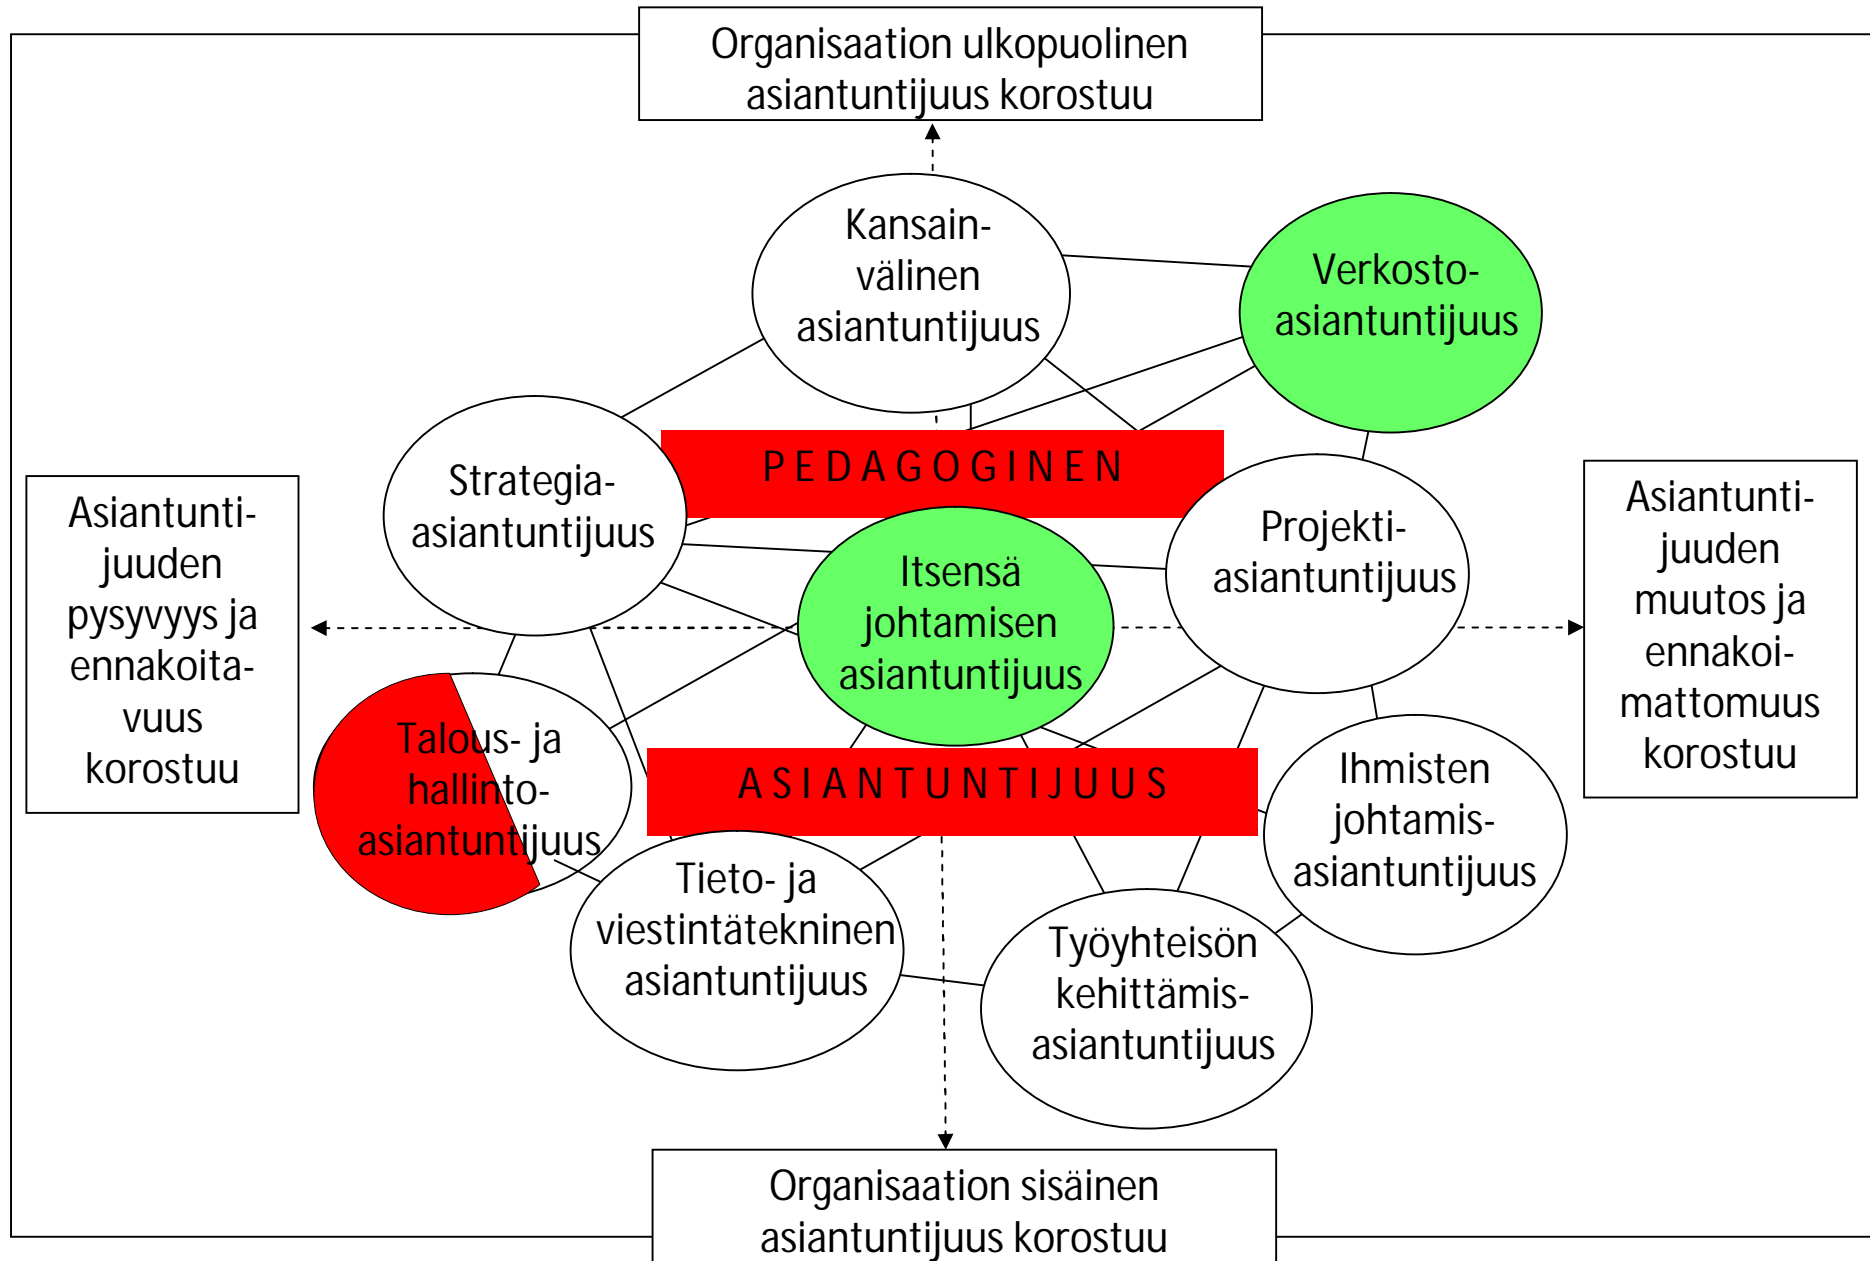 Organisaation ulkopuolinen
asiantuntijuus korostuu
Kansain-
välinen
asiantuntijuus
Verkosto-
asiantuntijuus
PEDAGOGINEN
Strategia-
asiantuntijuus
Projekti-
asiantuntijuus
Asiantunti-
juuden
pysyvyys ja
ennakoita-
vuus
korostuu
Itsensä
johtamisen
asiantuntijuus
Asiantunti-
juuden
muutos ja
ennakoi-
mattomuus
korostuu
Talous- ja
hallinto-
asiantuntijuus
ASIANTUNTIJUUS
Ihmisten
johtamis-
asiantuntijuus
Tieto- ja
viestintätekninen
asiantuntijuus
Työyhteisön
kehittämis-
asiantuntijuus
Organisaation sisäinen
asiantuntijuus korostuu